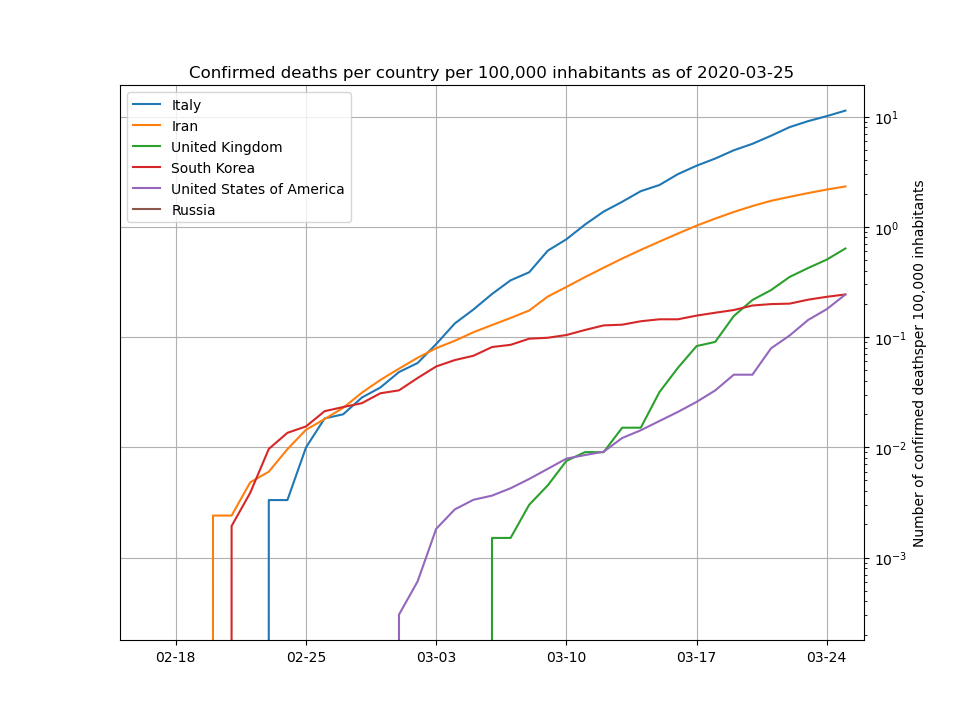 Confirmed deaths per country per 100,000 inhabitants as of 2020-03-25
Italy
Iran
United Kingdom
South Korea
United States of America
Russia
10¹
10⁰
10⁻¹
10⁻²
10⁻³
Number of confirmed deathsper 100,000 inhabitants
02-18
02-25
03-03
03-10
03-17
03-24